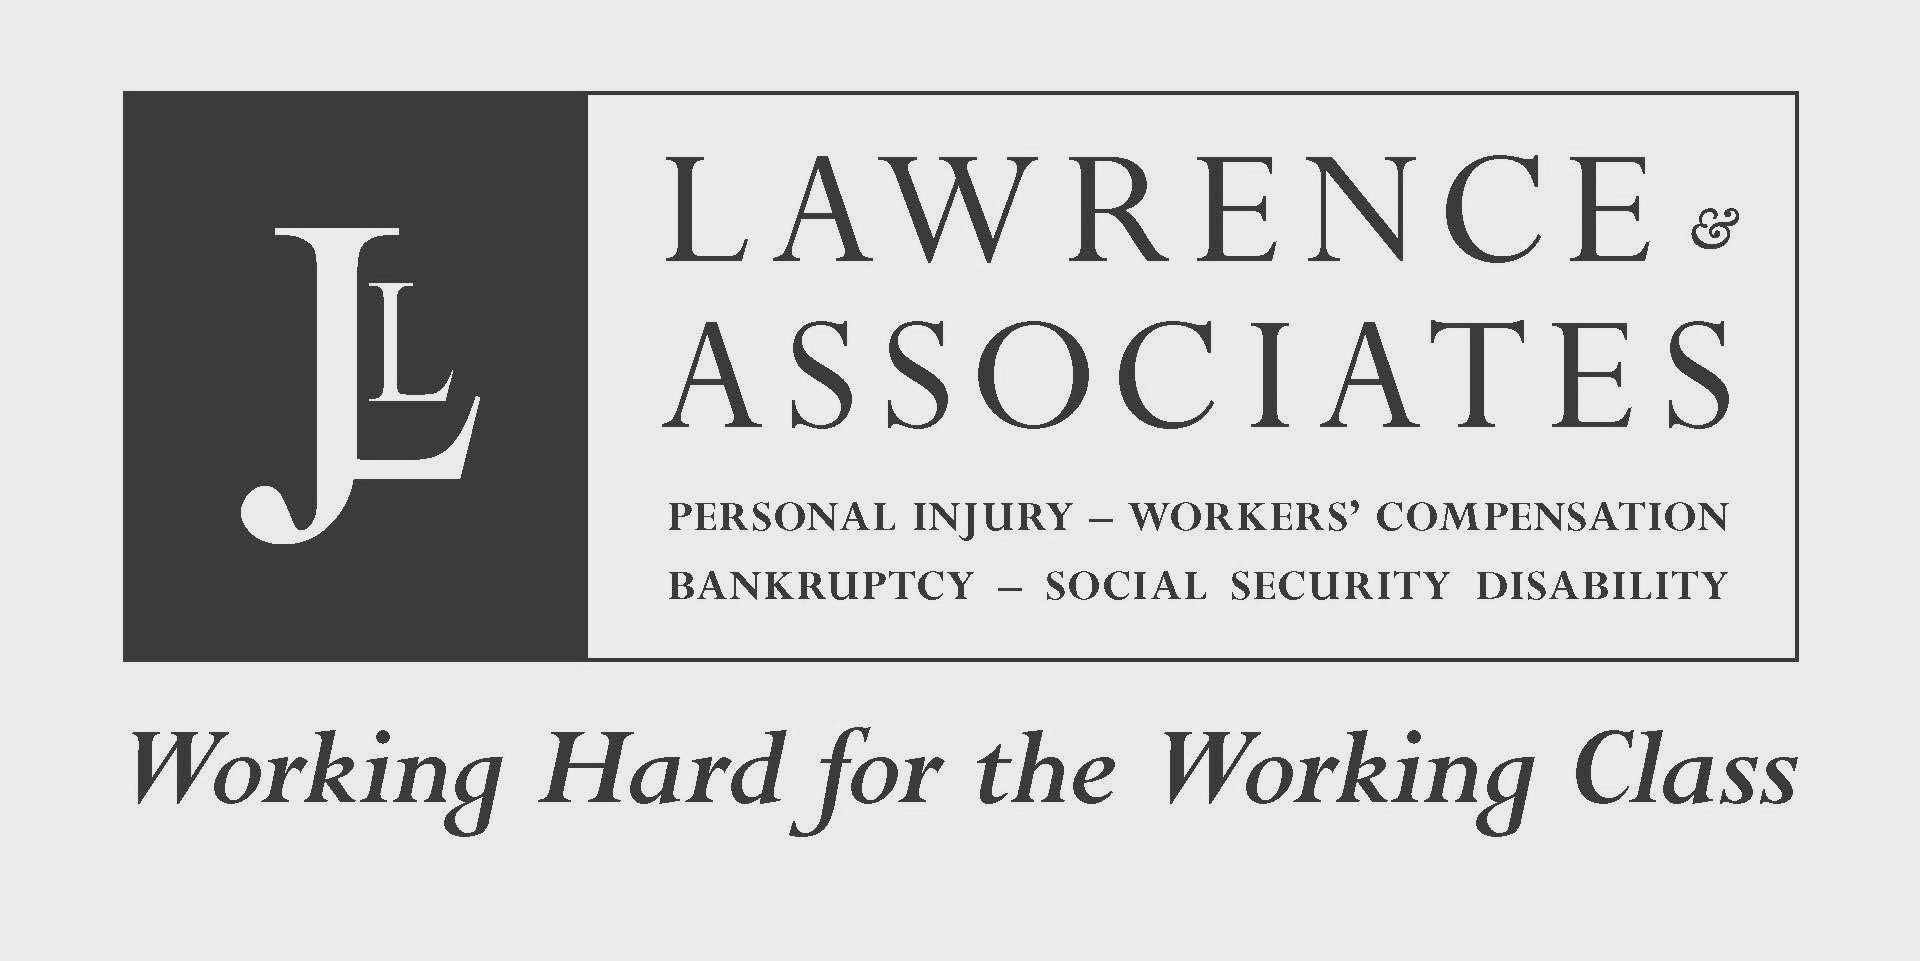 JLL
LAWRENCE &
ASSOCIATES
PERSONAL INJURY – WORKERS’ COMPENSATION
BANKRUPTCY – SOCIAL SECURITY DISABILITY
Working Hard for the Working Class